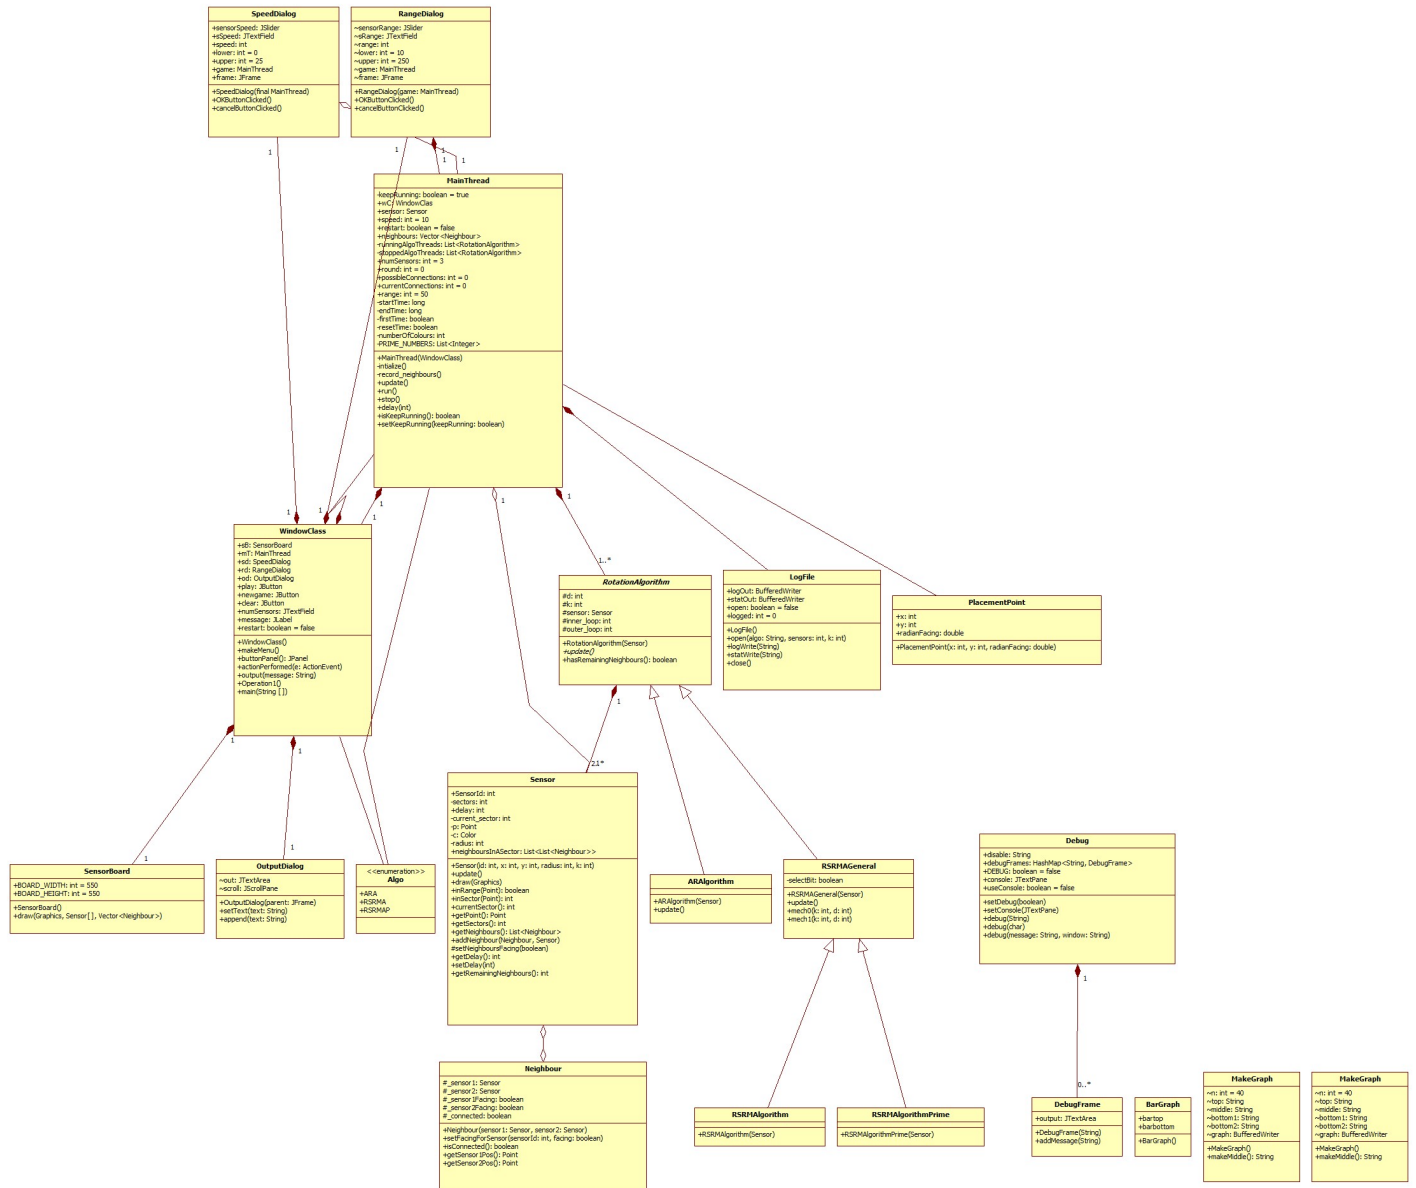 SpeedDialog
+sensorSpeed: JSlider
+sSpeed: JTextField
+speed: int
+lower: int = 0
+upper: int = 25
+game: MainThread
+frame: JFrame
+SpeedDialog(final MainThread)
+OKButtonClicked()
+cancelButtonClicked()
RangeDialog
~sensorRange: JSlider
~sRange: JTextField
~range: int
~lower: int = 10
~upper: int = 250
~game: MainThread
~frame: JFrame
+RangeDialog(game: MainThread)
+OKButtonClicked()
+cancelButtonClicked()
1
1
1
1
1
MainThread
-keepRunning: boolean = true
+wC: WindowClas
+sensor: Sensor
+speed: int = 10
+restart: boolean = false
+neighbours: Vector<Neighbour>
-runningAlgoThreads: List<RotationAlgorithm>
-stoppedAlgoThreads: List<RotationAlgorithm>
+numSensors: int = 3
+round: int = 0
+possibleConnections: int = 0
+currentConnections: int = 0
+range: int = 50
-startTime: long
-endTime: long
-firstTime: boolean
-resetTime: boolean
-numberOfColours: int
-PRIME_NUMBERS: List<Integer>
+MainThread(WindowClass)
-intialize()
-record_neighbours()
+update()
+run()
+stop()
+delay(int)
+isKeepRunning(): boolean
+setKeepRunning(keepRunning: boolean)
1
1
1
1
1
1
WindowClass
+sB: SensorBoard
+mT: MainThread
+sd: SpeedDialog
+rd: RangeDialog
+od: OutputDialog
+play: JButton
+newgame: JButton
+clear: JButton
+numSensors: JTextField
+message: JLabel
+restart: boolean = false
+WindowClass()
+makeMenu()
+buttonPanel(): JPanel
+actionPerformed(e: ActionEvent)
+output(message: String)
+Operation1()
+main(String [])
1..*
RotationAlgorithm
#d: int
#k: int
#sensor: Sensor
#inner_loop: int
#outer_loop: int
+RotationAlgorithm(Sensor)
+update()
+hasRemainingNeighbours(): boolean
LogFile
+logOut: BufferedWriter
+statOut: BufferedWriter
+open: boolean = false
+logged: int = 0
+LogFile()
+open(algo: String, sensors: int, k: int)
+logWrite(String)
+statWrite(String)
+close()
PlacementPoint
+x: int
+y: int
+radianFacing: double
+PlacementPoint(x: int, y: int, radianFacing: double)
1
1
1
1
1
2.1*
SensorBoard
+BOARD_WIDTH: int = 550
+BOARD_HEIGHT: int = 550
+SensorBoard()
+draw(Graphics, Sensor[], Vector<Neighbour>)
OutputDialog
~out: JTextArea
~scroll: JScrollPane
+OutputDialog(parent: JFrame)
+setText(text: String)
+append(text: String)
<<enumeration>>
Algo
+ARA
+RSRMA
+RSRMAP
Sensor
+SensorId: int
-sectors: int
+delay: int
-current_sector: int
-p: Point
-c: Color
-radius: int
+neighboursInASector: List<List<Neighbour>>
+Sensor(id: int, x: int, y: int, radius: int, k: int)
+update()
+draw(Graphics)
+inRange(Point): boolean
+inSector(Point): int
+currentSector(): int
+getPoint(): Point
+getSectors(): int
+getNeighbours(): List<Neighbour>
+addNeighbour(Neighbour, Sensor)
#setNeighboursFacing(boolean)
+getDelay(): int
+setDelay(int)
+getRemainingNeighbours(): int
ARAlgorithm
+ARAlgorithm(Sensor)
+update()
RSRMAGeneral
-selectBit: boolean
+RSRMAGeneral(Sensor)
+update()
+mech0(k: int, d: int)
+mech1(k: int, d: int)
Debug
+disable: String
+debugFrames: HashMap<String, DebugFrame>
+DEBUG: boolean = false
+console: JTextPane
+useConsole: boolean = false
+setDebug(boolean)
+setConsole(JTextPane)
+debug(String)
+debug(char)
+debug(message: String, window: String)
1
0..*
Neighbour
#_sensor1: Sensor
#_sensor2: Sensor
#_sensor1Facing: boolean
#_sensor2Facing: boolean
#_connected: boolean
+Neighbour(sensor1: Sensor, sensor2: Sensor)
+setFacingForSensor(sensorId: int, facing: boolean)
+isConnected(): boolean
+getSensor1Pos(): Point
+getSensor2Pos(): Point
RSRMAlgorithm
+RSRMAlgorithm(Sensor)
RSRMAlgorithmPrime
+RSRMAlgorithmPrime(Sensor)
DebugFrame
+output: JTextArea
+DebugFrame(String)
+addMessage(String)
BarGraph
+bartop
+barbottom
+BarGraph()
MakeGraph
~n: int = 40
~top: String
~middle: String
~bottom1: String
~bottom2: String
~graph: BufferedWriter
+MakeGraph()
+makeMiddle(): String
MakeGraph
~n: int = 40
~top: String
~middle: String
~bottom1: String
~bottom2: String
~graph: BufferedWriter
+MakeGraph()
+makeMiddle(): String